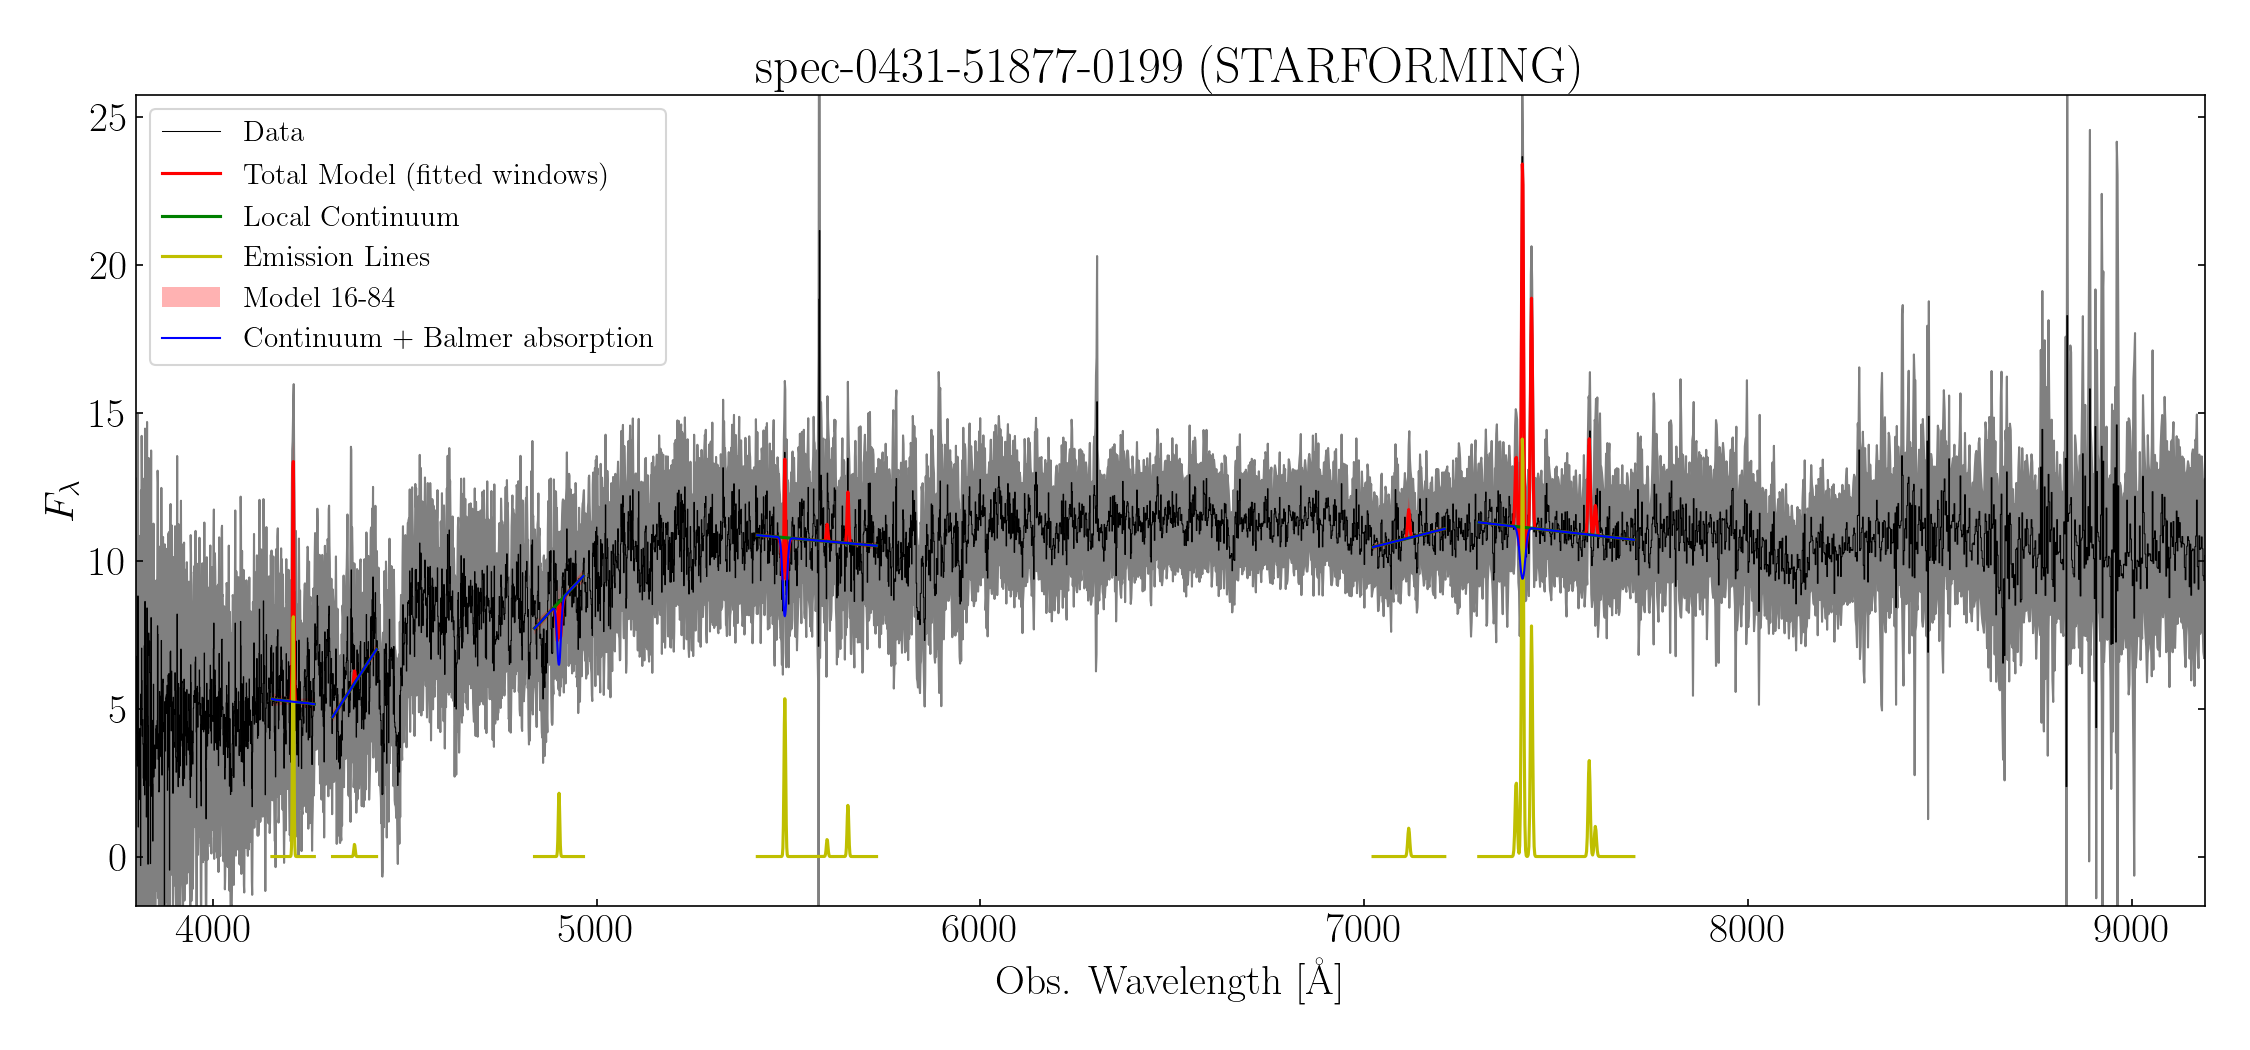 spec-0431-51877-0199 (STARFORMING)
Data
Total Model (fitted windows)
Local Continuum
Emission Lines
Model 16-84
Continuum + Balmer absorption
25
20
15
10
5
0
F_λ
4000 5000 6000 7000 8000 9000
Obs. Wavelength [Å]